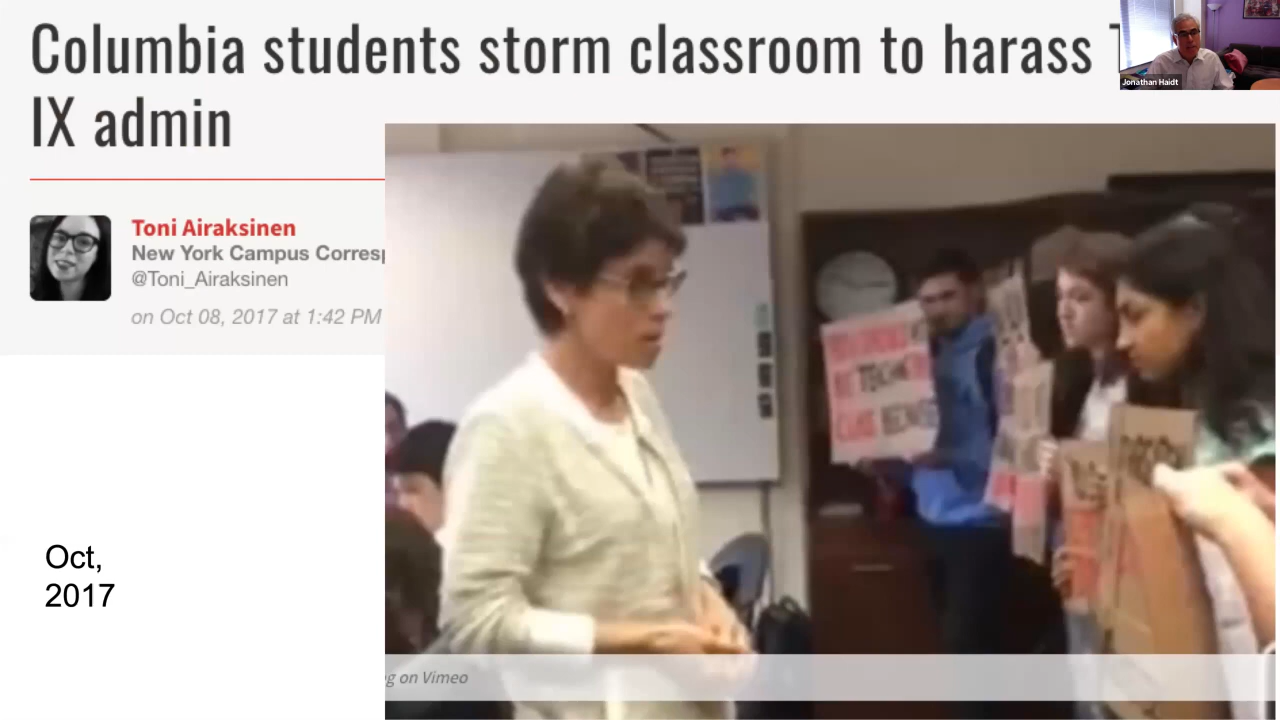 Columbia students storm classroom to harass
IX admin
Jonathan Haidt
Toni Airaksinen
New York Campus Corresp
@Toni_Airaksinen
on Oct 08, 2017 at 1:42 PM
Oct,
2017
on Vimeo